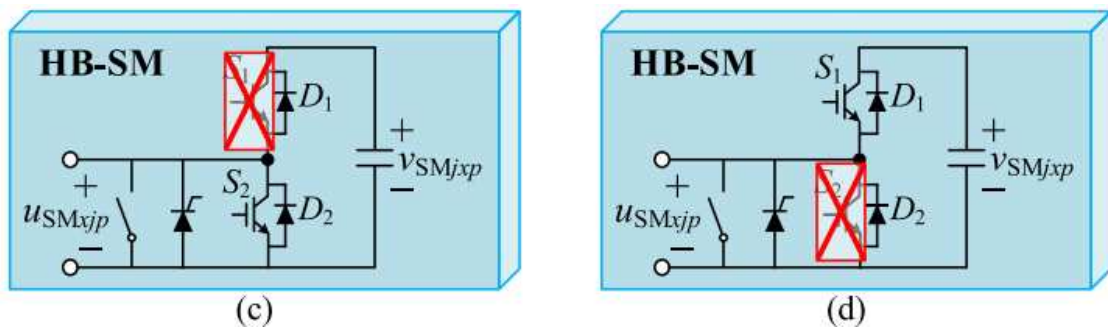 HB-SM
S1
D1
+
vSMjxp
−
+
S2
uSMxjp
D2
−
(c)
HB-SM
S1
D1
+
vSMjxp
−
+
S2
uSMxjp
D2
−
(d)